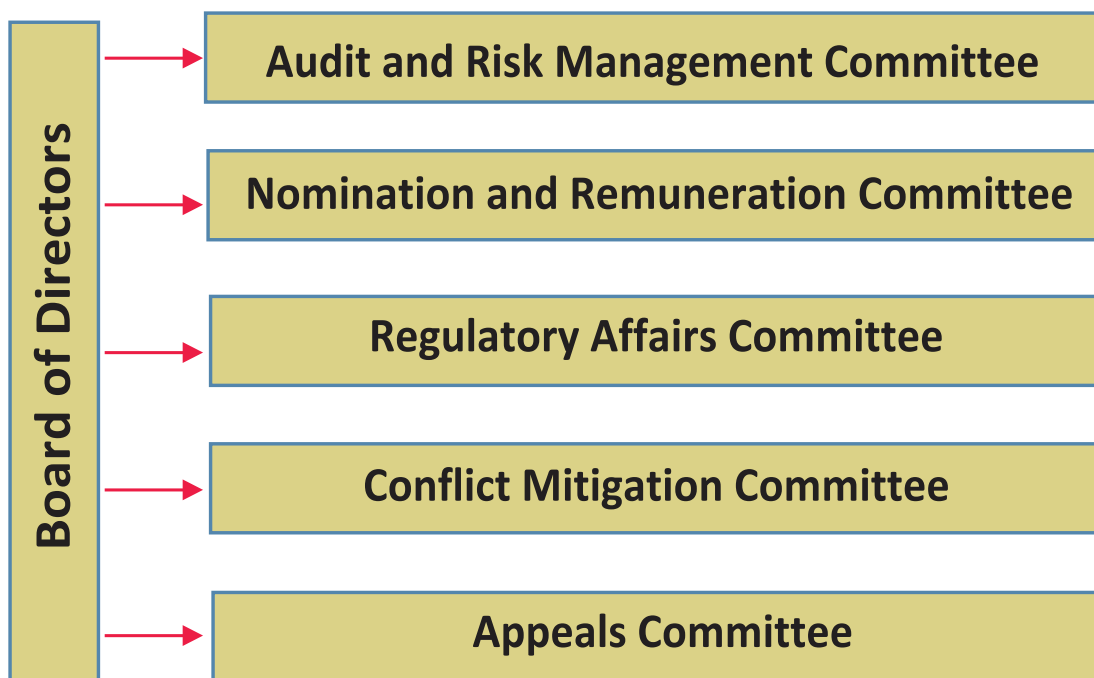 Board of Directors
Audit and Risk Management Committee
Nomination and Remuneration Committee
Regulatory Affairs Committee
Conflict Mitigation Committee
Appeals Committee